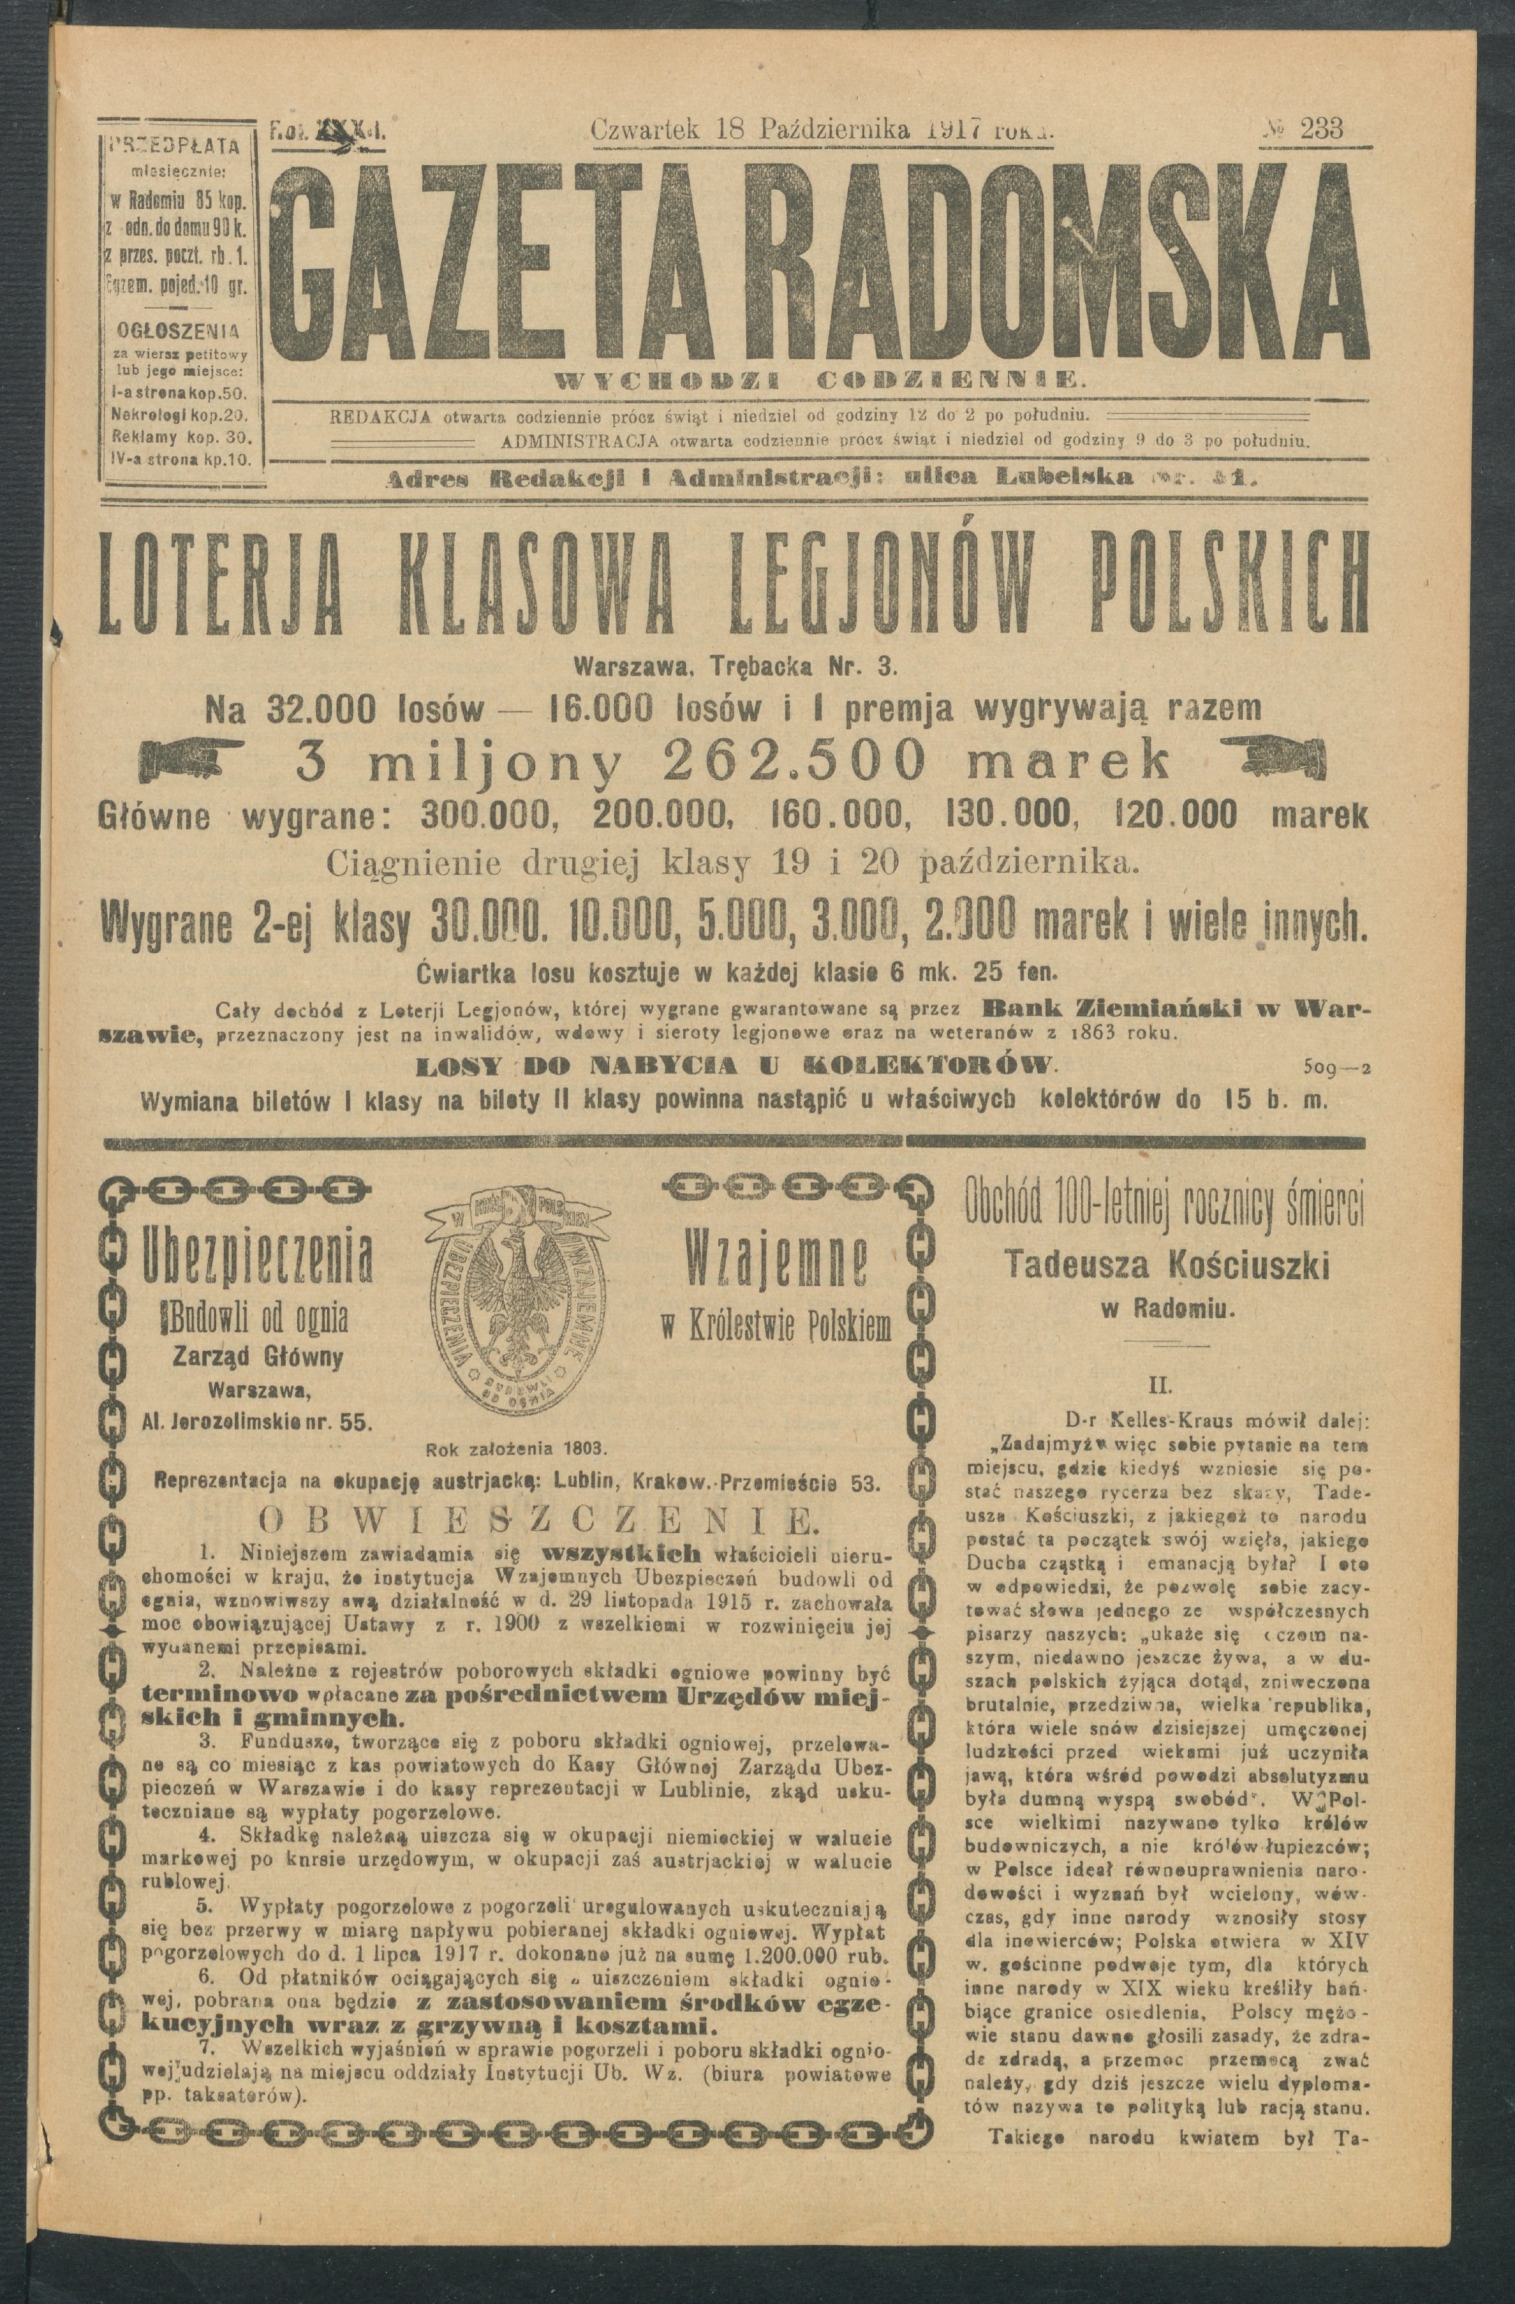 PRZEDPŁATA
miesięcznie:
w Radomiu 85 kop.
z odn. do domu 90 k.
z przes. poczt. rb. 1.
Egzem. pojed. 10 gr.
OGŁOSZENIA
za wiersz petitowy
lub jego miejsce:
I-a strona kop. 50.
Nekrologi kop. 20.
Reklamy kop. 30.
IV-a strona kp. 10.
Rok
Czwartek 18 Października 1917 roku.
№ 233
GAZETA RADOMSKA
WYCHODZI CODZIENNIE.
REDAKCJA otwarta codziennie prócz świąt i niedziel od godziny 12 do 2 po południu.
ADMINISTRACJA otwarta codziennie prócz świąt i niedziel od godziny 9 do 3 po południu.
Adres Redakcji i Administracji: ulica Lubelska nr.
LOTERJA KLASOWA LEGJONÓW POLSKICH
Warszawa, Trębacka Nr. 3.
Na 32.000 losów — 16.000 losów i 1 premja wygrywają razem
3 miljony 262.500 marek
Główne wygrane: 300.000, 200.000, 160.000, 130.000, 120.000 marek
Ciągnienie drugiej klasy 19 i 20 października.
Wygrane 2-ej klasy 30.000. 10.000, 5.000, 3.000, 2.000 marek i wiele innych.
Ćwiartka losu kosztuje w każdej klasie 6 mk. 25 fen.
Cały dochód z Loterji Legjonów, której wygrane gwarantowane są przez Bank Ziemiański w War-
szawie, przeznaczony jest na inwalidów, wdowy i sieroty legjonowe oraz na weteranów z 1863 roku.
LOSY DO NABYCIA U KOLEKTORÓW.
509—2
Wymiana biletów I klasy na bilety II klasy powinna nastąpić u właściwych kolektórów do 15 b. m.
Ubezpieczenia
Budowli od ognia
Zarząd Główny
Warszawa,
Al. Jerozolimskie nr. 55.
UBEZPIECZENIA WZAJEMNE
BUDOWLI
OD OGNIA
Wzajemne
w Królestwie Polskiem
Rok założenia 1803.
Reprezentacja na okupację austrjacką: Lublin, Krakow.-Przemieście 53.
OBWIESZCZENIE.
1. Niniejszem zawiadamia się wszystkich właścicieli nieru-
chomości w kraju, że instytucja Wzajemnych Ubezpieczeń budowli od
ognia, wznowiwszy swą działalność w d. 29 listopada 1915 r. zachowała
moc obowiązującej Ustawy z r. 1900 z wszelkiemi w rozwinięciu jej
wydanemi przepisami.
2. Należne z rejestrów poborowych składki ogniowe powinny być
terminowo wpłacane za pośrednictwem Urzędów miej-
skich i gminnych.
3. Fundusze, tworzące się z poboru składki ogniowej, przelewa-
ne są co miesiąc z kas powiatowych do Kasy Głównej Zarządu Ubez-
pieczeń w Warszawie i do kasy reprezentacji w Lublinie, zkąd usku-
teczniane są wypłaty pogorzelowe.
4. Składkę należną uiszcza się w okupacji niemieckiej w walucie
markowej po kursie urzędowym, w okupacji zaś austrjackiej w walucie
rublowej.
5. Wypłaty pogorzelowe z pogorzeli uregulowanych uskuteczniają
się bez przerwy w miarę napływu pobieranej składki ogniowej. Wypłat
pogorzelowych do d. 1 lipca 1917 r. dokonano już na sumę 1.200.000 rub.
6. Od płatników ociągających się z uiszczeniem składki ognio-
wej, pobrana ona będzie z zastosowaniem środków egze-
kucyjnych wraz z grzywną i kosztami.
7. Wszelkich wyjaśnień w sprawie pogorzeli i poboru składki ognio-
wej udzielają na miejscu oddziały Instytucji Ub. Wz. (biura powiatowe
pp. taksatorów).
Obchód 100-letniej rocznicy śmierci
Tadeusza Kościuszki
w Radomiu.
II.
D-r Kelles-Kraus mówił dalej:
„Zadajmyż więc sobie pytanie na tem
miejscu, gdzie kiedyś wzniesie się po-
stać naszego rycerza bez skazy, Tade-
usza Kościuszki, z jakiegoż to narodu
postać ta początek swój wzięła, jakiego
Ducha cząstką i emanacją była? I oto
w odpowiedzi, że pozwolę sobie zacy-
tować słowa jednego ze współczesnych
pisarzy naszych: „ukaże się oczom na-
szym, niedawno jeszcze żywa, a w du-
szach polskich żyjąca dotąd, zniweczona
brutalnie, przedziwna, wielka republika,
która wiele snów dzisiejszej umęczonej
ludzkości przed wiekami już uczyniła
jawą, która wśród powodzi absolutyzmu
była dumną wyspą swobód“. W Pol-
sce wielkimi nazywano tylko królów
budowniczych, a nie królów łupiezców;
w Polsce ideał równouprawnienia naro-
dowości i wyznań był wcielony, wów-
czas, gdy inne narody wznosiły stosy
dla inowierców; Polska otwiera w XIV
w. gościnne podwoje tym, dla których
inne narody w XIX wieku kreśliły hań-
biące granice osiedlenia, Polscy mężo-
wie stanu dawno głosili zasady, że zdra-
dę zdradą, a przemoc przemocą zwać
należy, gdy dziś jeszcze wielu dyploma-
tów nazywa to polityką lub racją stanu.
Takiego narodu kwiatem był Ta-